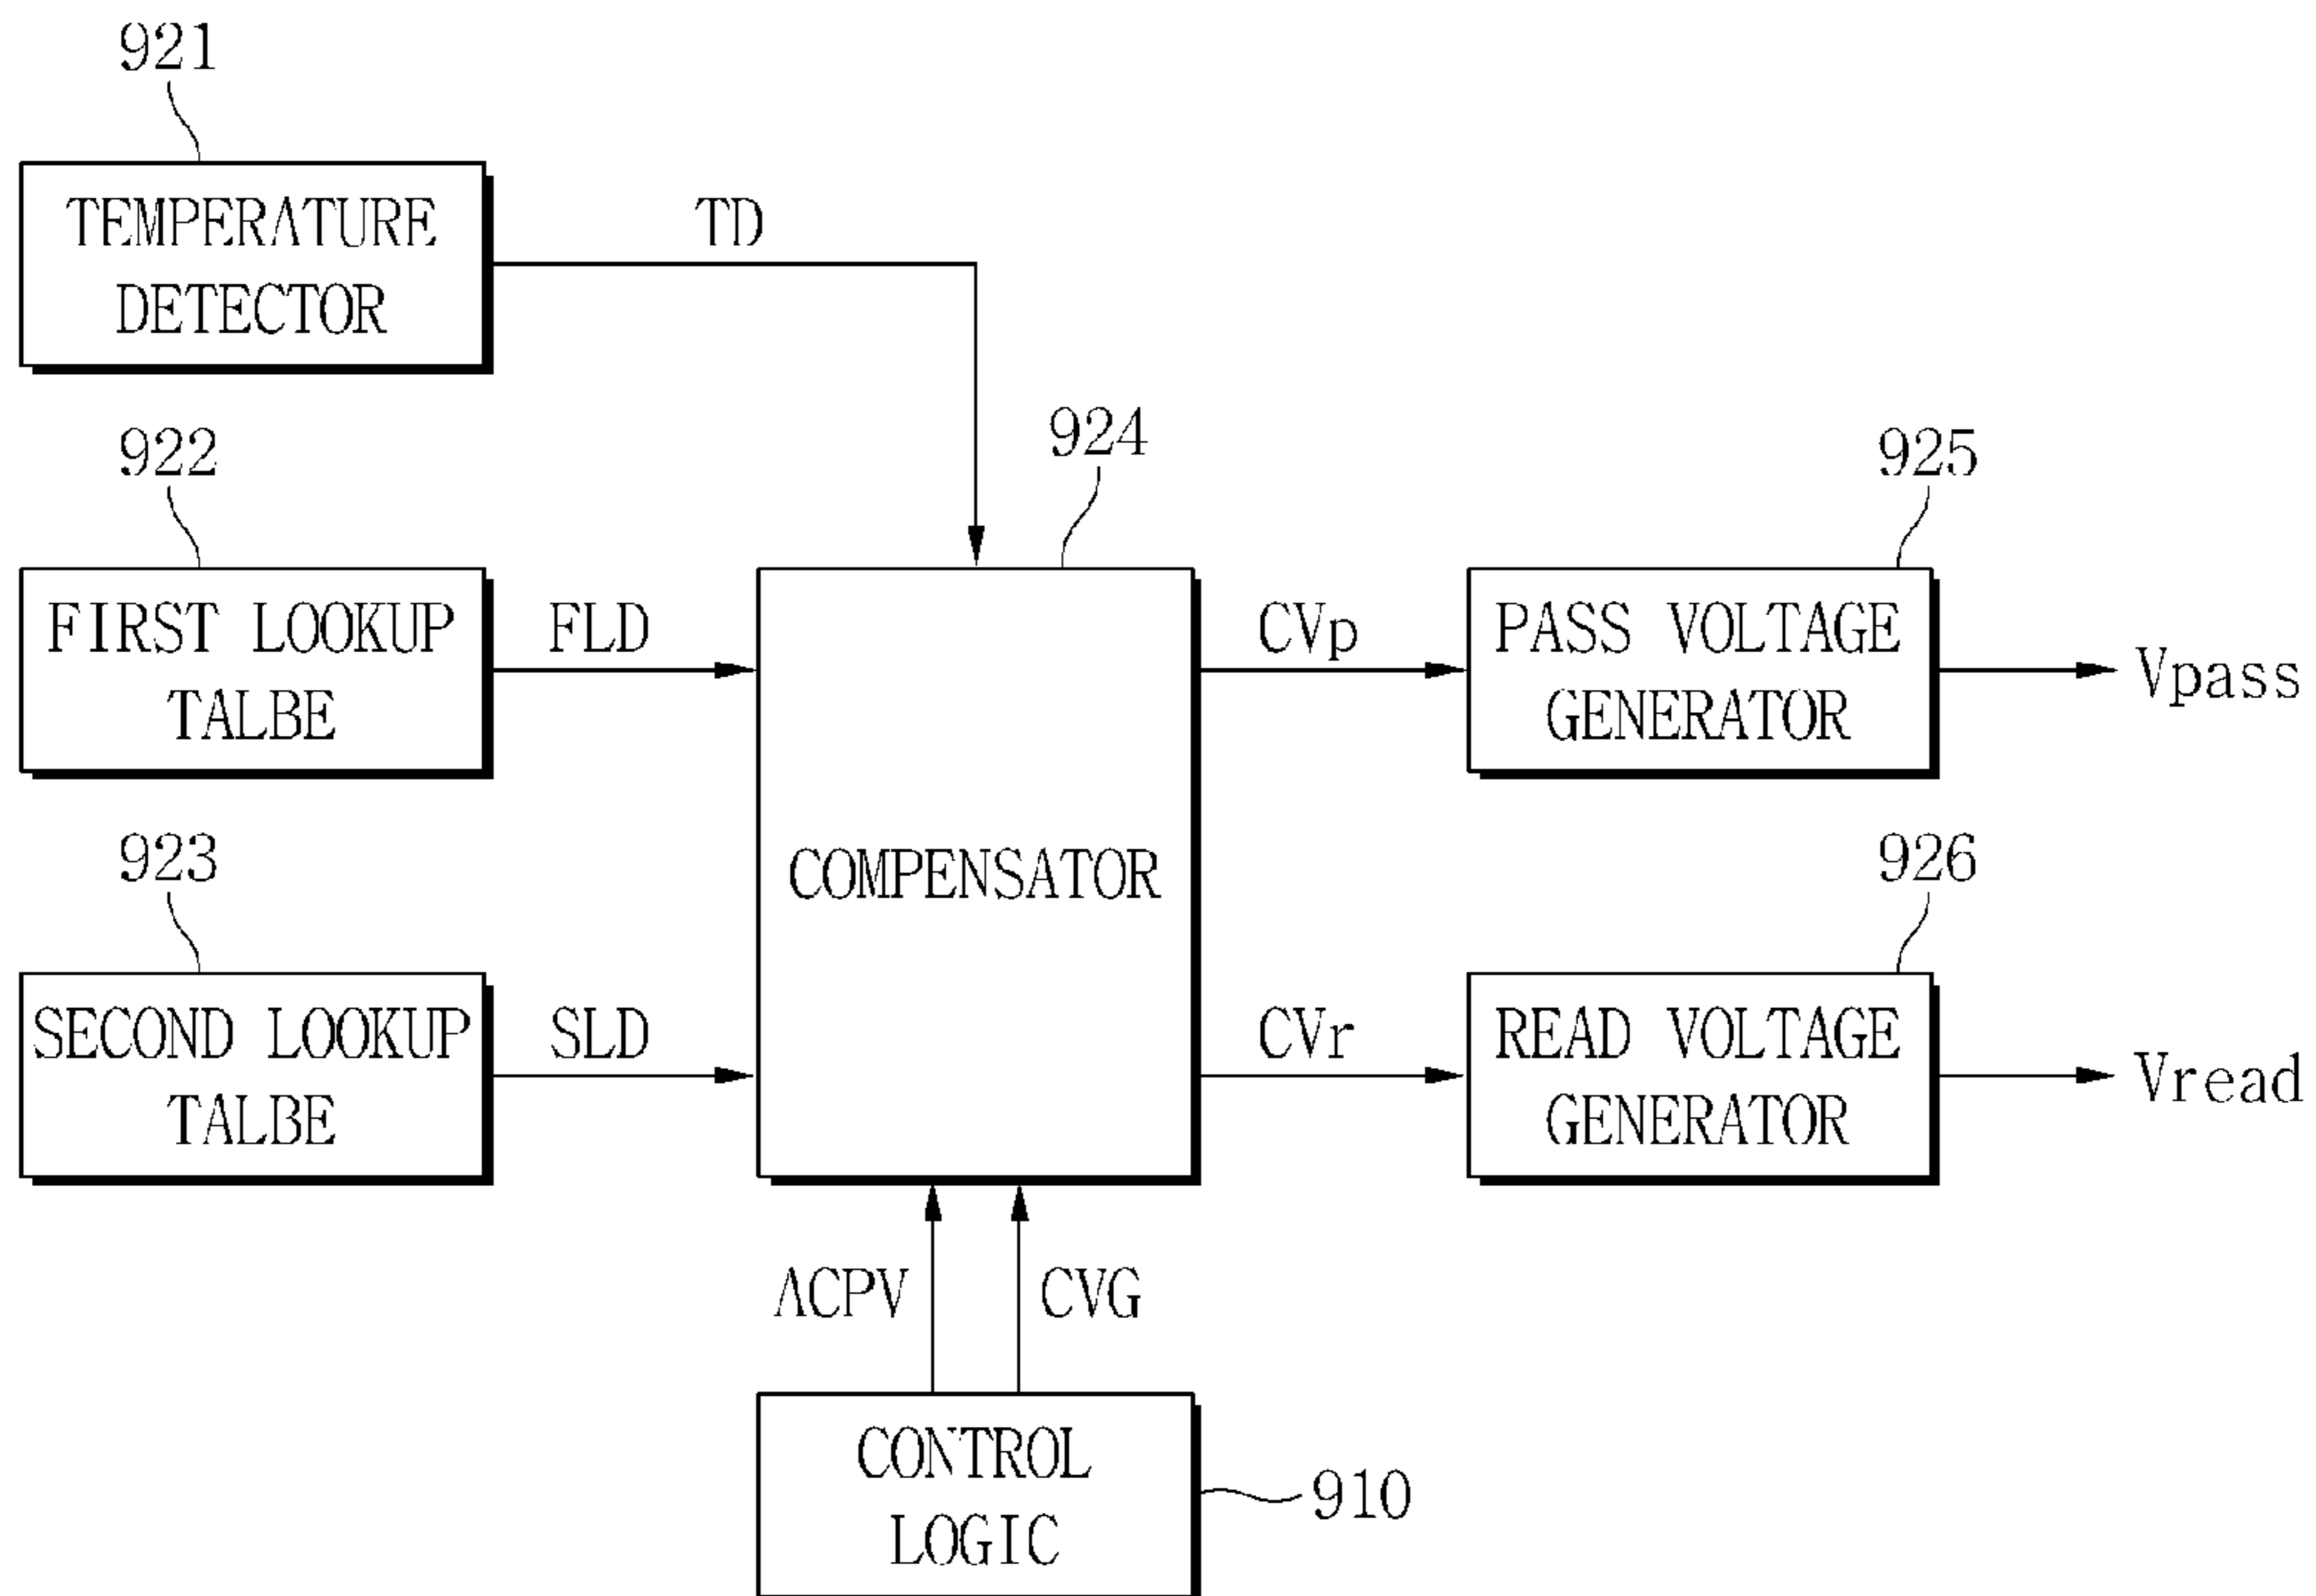 921
TEMPERATURE
DETECTOR
TD
922
FIRST LOOKUP
TALBE
FLD
923
SECOND LOOKUP
TALBE
SLD
924
COMPENSATOR
CVp
CVr
925
PASS VOLTAGE
GENERATOR
Vpass
926
READ VOLTAGE
GENERATOR
Vread
ACPV
CVG
CONTROL
LOGIC
910